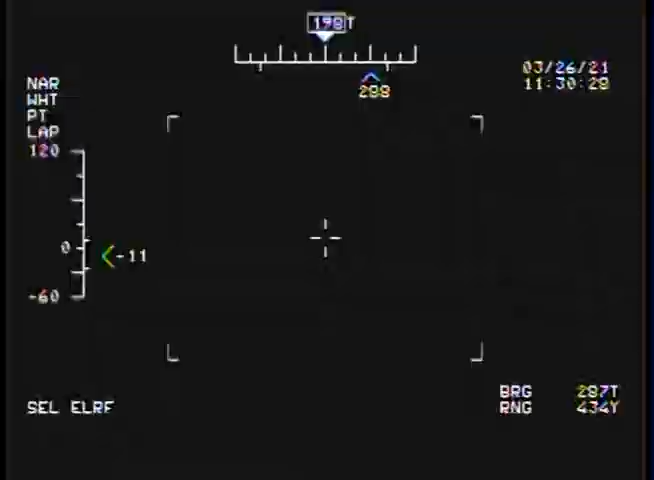 198T
288
03/26/21
11:30:28
NAR
WHT
PT
LAP
120
0
-11
-60
SEL ELRF
BRG 287T
RNG 434Y